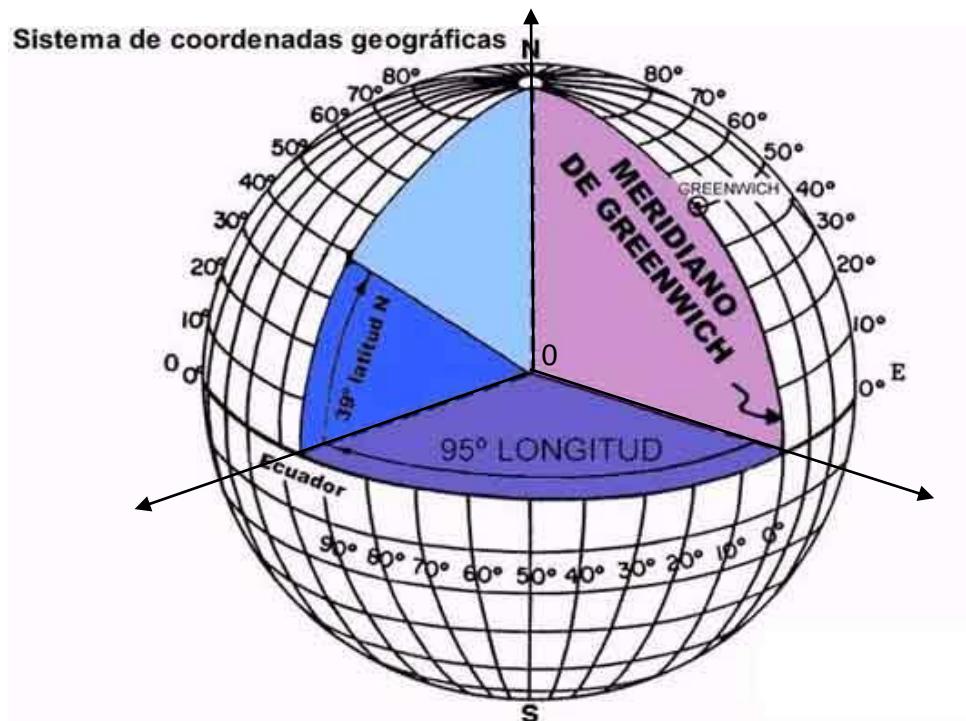 Sistema de coordenadas geográficas
N
80°
70°
60°
50°
40°
30°
20°
10°
0
0°
80°
70°
60°
50°
40°
30°
20°
10°
0°
E
GREENWICH
MERIDIANO
DE GREENWICH
39º latitud N
0
95º LONGITUD
Ecuador
90° 80° 70° 60° 50° 40° 30° 20° 10° 0°
S